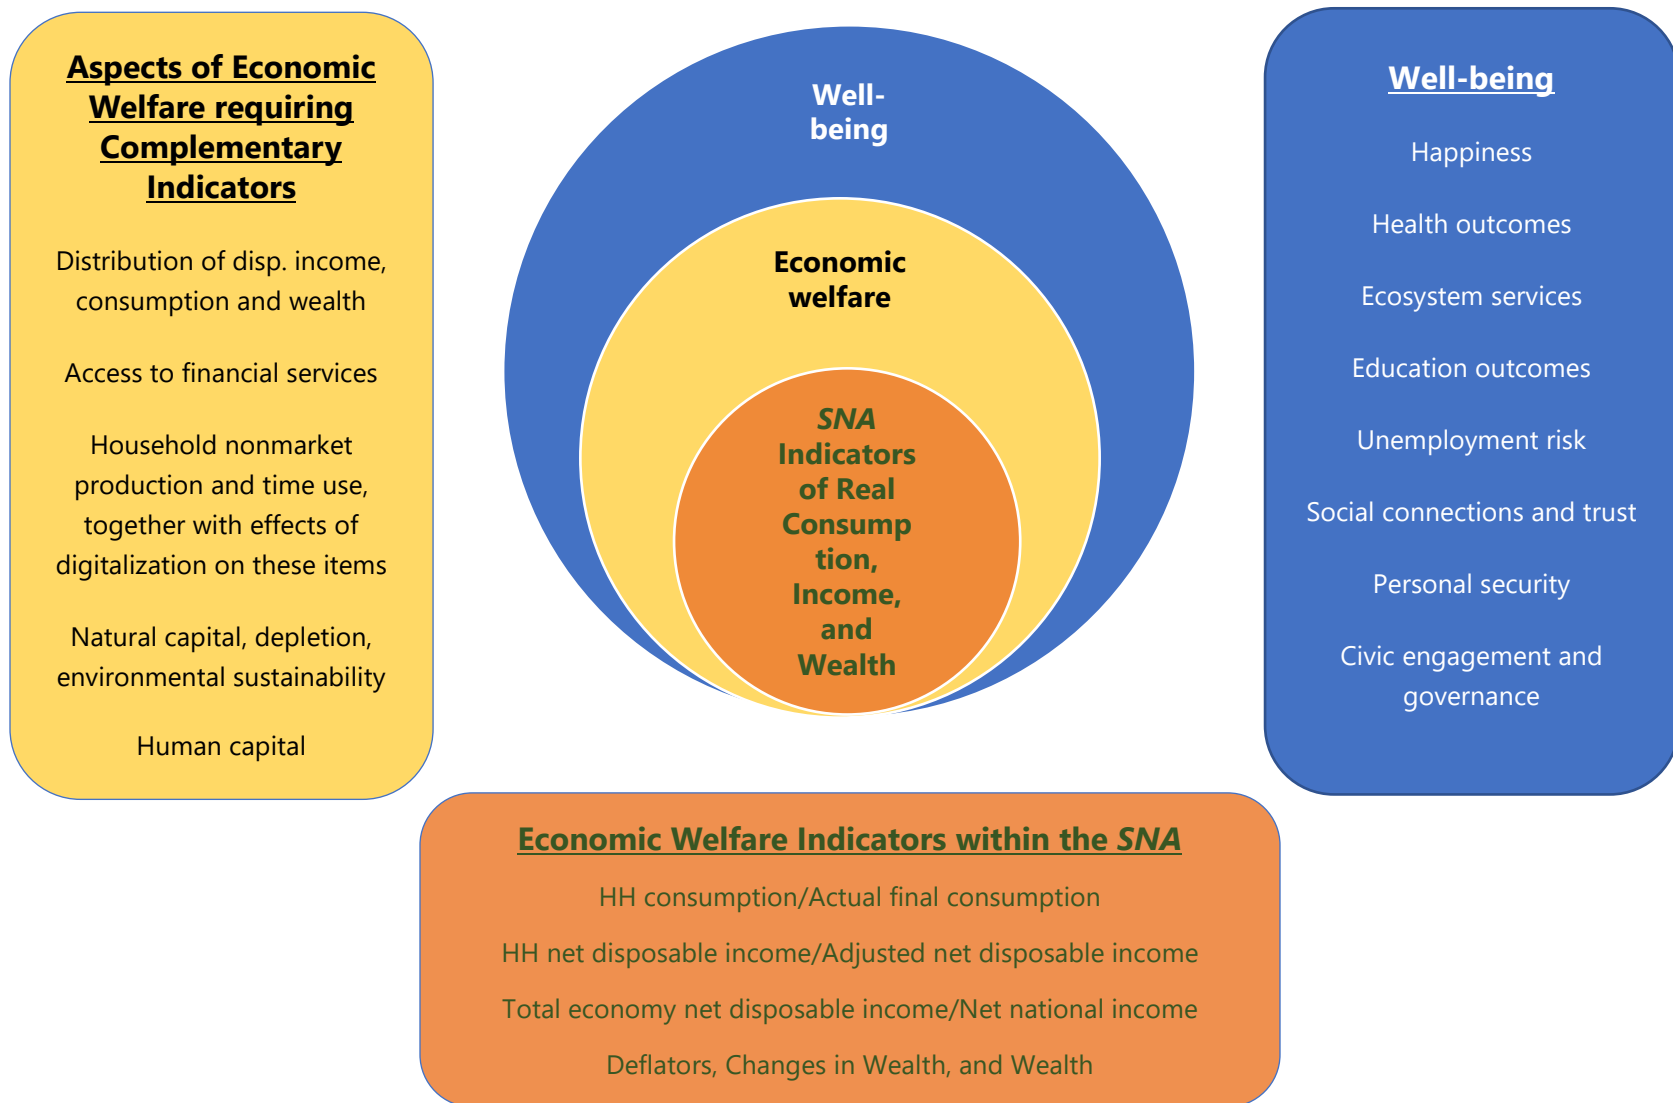 Aspects of Economic
Welfare requiring
Complementary
Indicators
Distribution of disp. income,
consumption and wealth
Access to financial services
Household nonmarket
production and time use,
together with effects of
digitalization on these items
Natural capital, depletion,
environmental sustainability
Human capital
Well-
being
Economic
welfare
SNA
Indicators
of Real
Consump
tion,
Income,
and
Wealth
Well-being
Happiness
Health outcomes
Ecosystem services
Education outcomes
Unemployment risk
Social connections and trust
Personal security
Civic engagement and
governance
Economic Welfare Indicators within the SNA
HH consumption/Actual final consumption
HH net disposable income/Adjusted net disposable income
Total economy net disposable income/Net national income
Deflators, Changes in Wealth, and Wealth